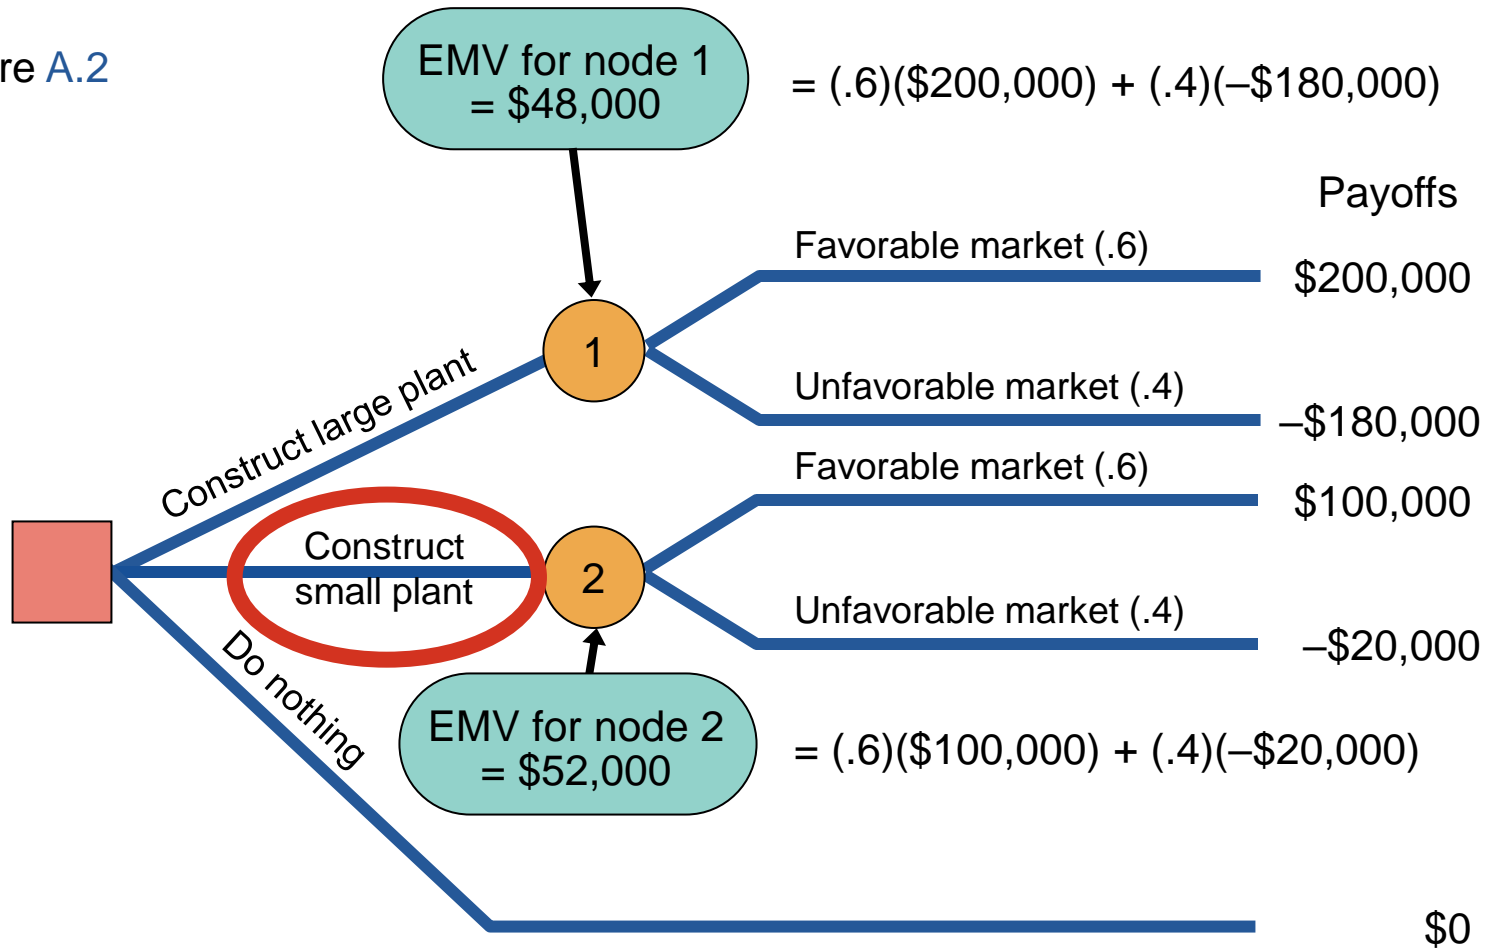 re A.2
EMV for node 1
= $48,000
= (.6)($200,000) + (.4)(–$180,000)
Payoffs
Favorable market (.6)
$200,000
1
Construct large plant
Unfavorable market (.4)
–$180,000
Favorable market (.6)
$100,000
Construct
small plant
2
Unfavorable market (.4)
–$20,000
Do nothing
EMV for node 2
= $52,000
= (.6)($100,000) + (.4)(–$20,000)
$0